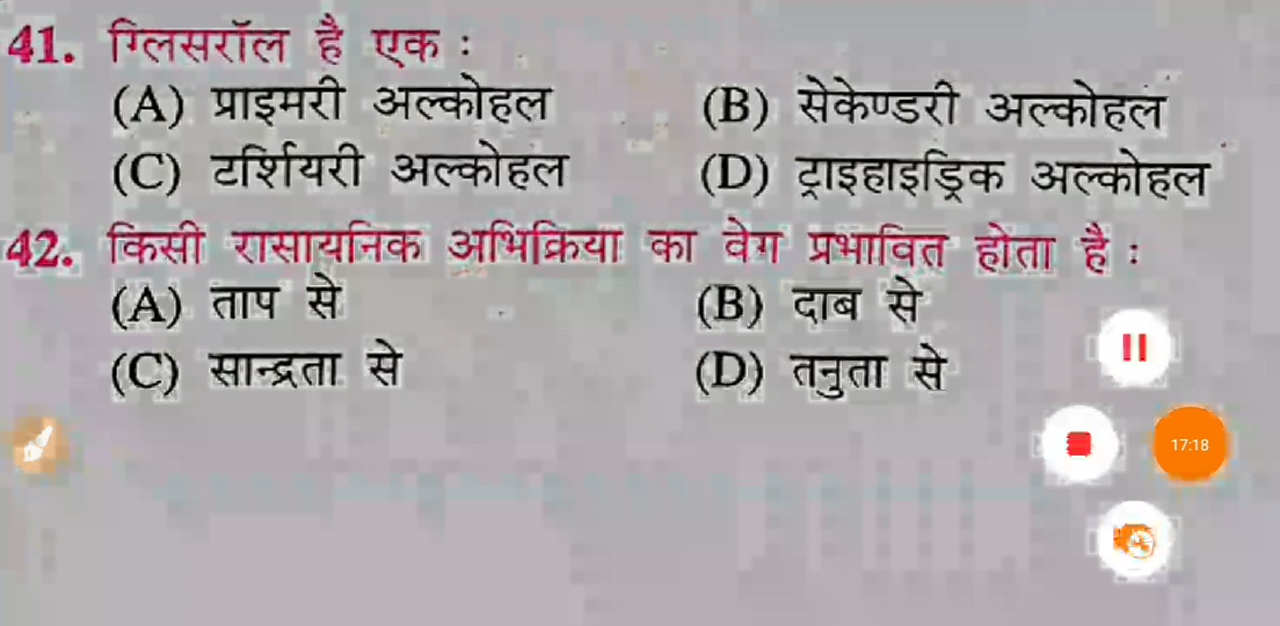 41. ग्लिसरॉल है एक :
(A) प्राइमरी अल्कोहल (B) सेकेण्डरी अल्कोहल
(C) टर्शियरी अल्कोहल (D) ट्राइहाइड्रिक अल्कोहल
42. किसी रासायनिक अभिक्रिया का वेग प्रभावित होता है :
(A) ताप से (B) दाब से
(C) सान्द्रता से (D) तनुता से
17:18